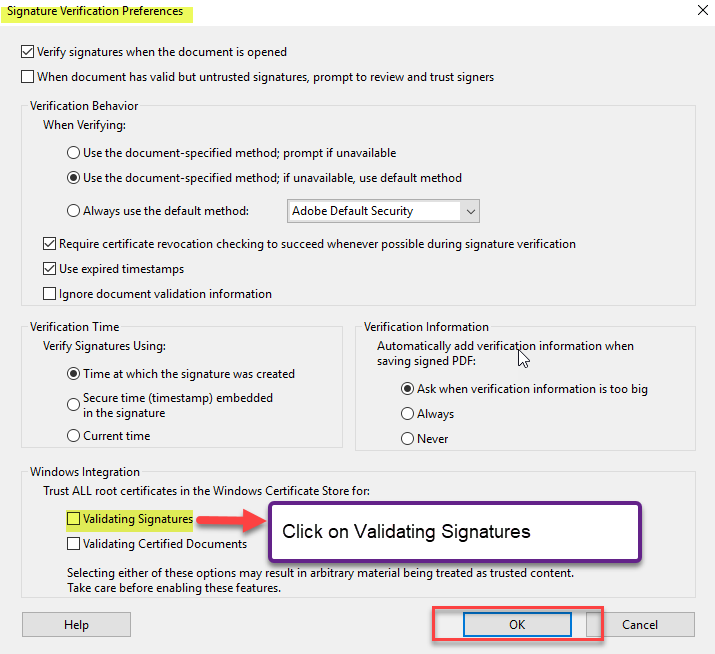 Signature Verification Preferences
Verify signatures when the document is opened
When document has valid but untrusted signatures, prompt to review and trust signers
Verification Behavior
When Verifying:
Use the document-specified method; prompt if unavailable
Use the document-specified method; if unavailable, use default method
Always use the default method:
Adobe Default Security
Require certificate revocation checking to succeed whenever possible during signature verification
Use expired timestamps
Ignore document validation information
Verification Time
Verify Signatures Using:
Time at which the signature was created
Secure time (timestamp) embedded
in the signature
Current time
Verification Information
Automatically add verification information when
saving signed PDF:
Ask when verification information is too big
Always
Never
Windows Integration
Trust ALL root certificates in the Windows Certificate Store for:
Validating Signatures
Click on Validating Signatures
Validating Certified Documents
Selecting either of these options may result in arbitrary material being treated as trusted content.
Take care before enabling these features.
Help
OK
Cancel